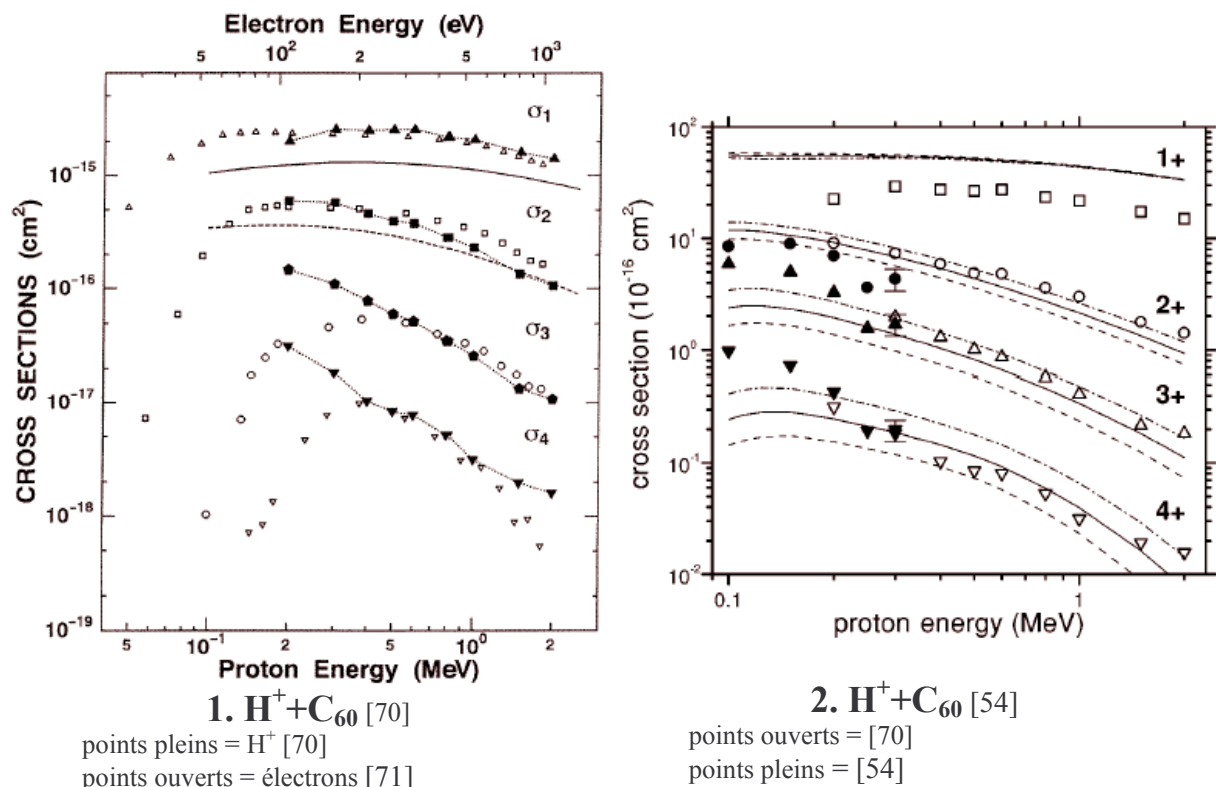 Electron Energy (eV)
5 10² 5 10³
σ1
10⁻¹⁵
σ2
10⁻¹⁶
σ3
10⁻¹⁷
σ4
10⁻¹⁸
10⁻¹⁹
CROSS SECTIONS (cm²)
5 10⁻¹ 2 5 10⁰ 2
Proton Energy (MeV)
1. H⁺+C₆₀ [70]
points pleins = H⁺ [70]
points ouverts = électrons [71]
10²
1+
10¹
2+
10⁰
3+
10⁻¹
4+
10⁻²
cross section (10⁻¹⁶ cm²)
0.1 1
proton energy (MeV)
2. H⁺+C₆₀ [54]
points ouverts = [70]
points pleins = [54]